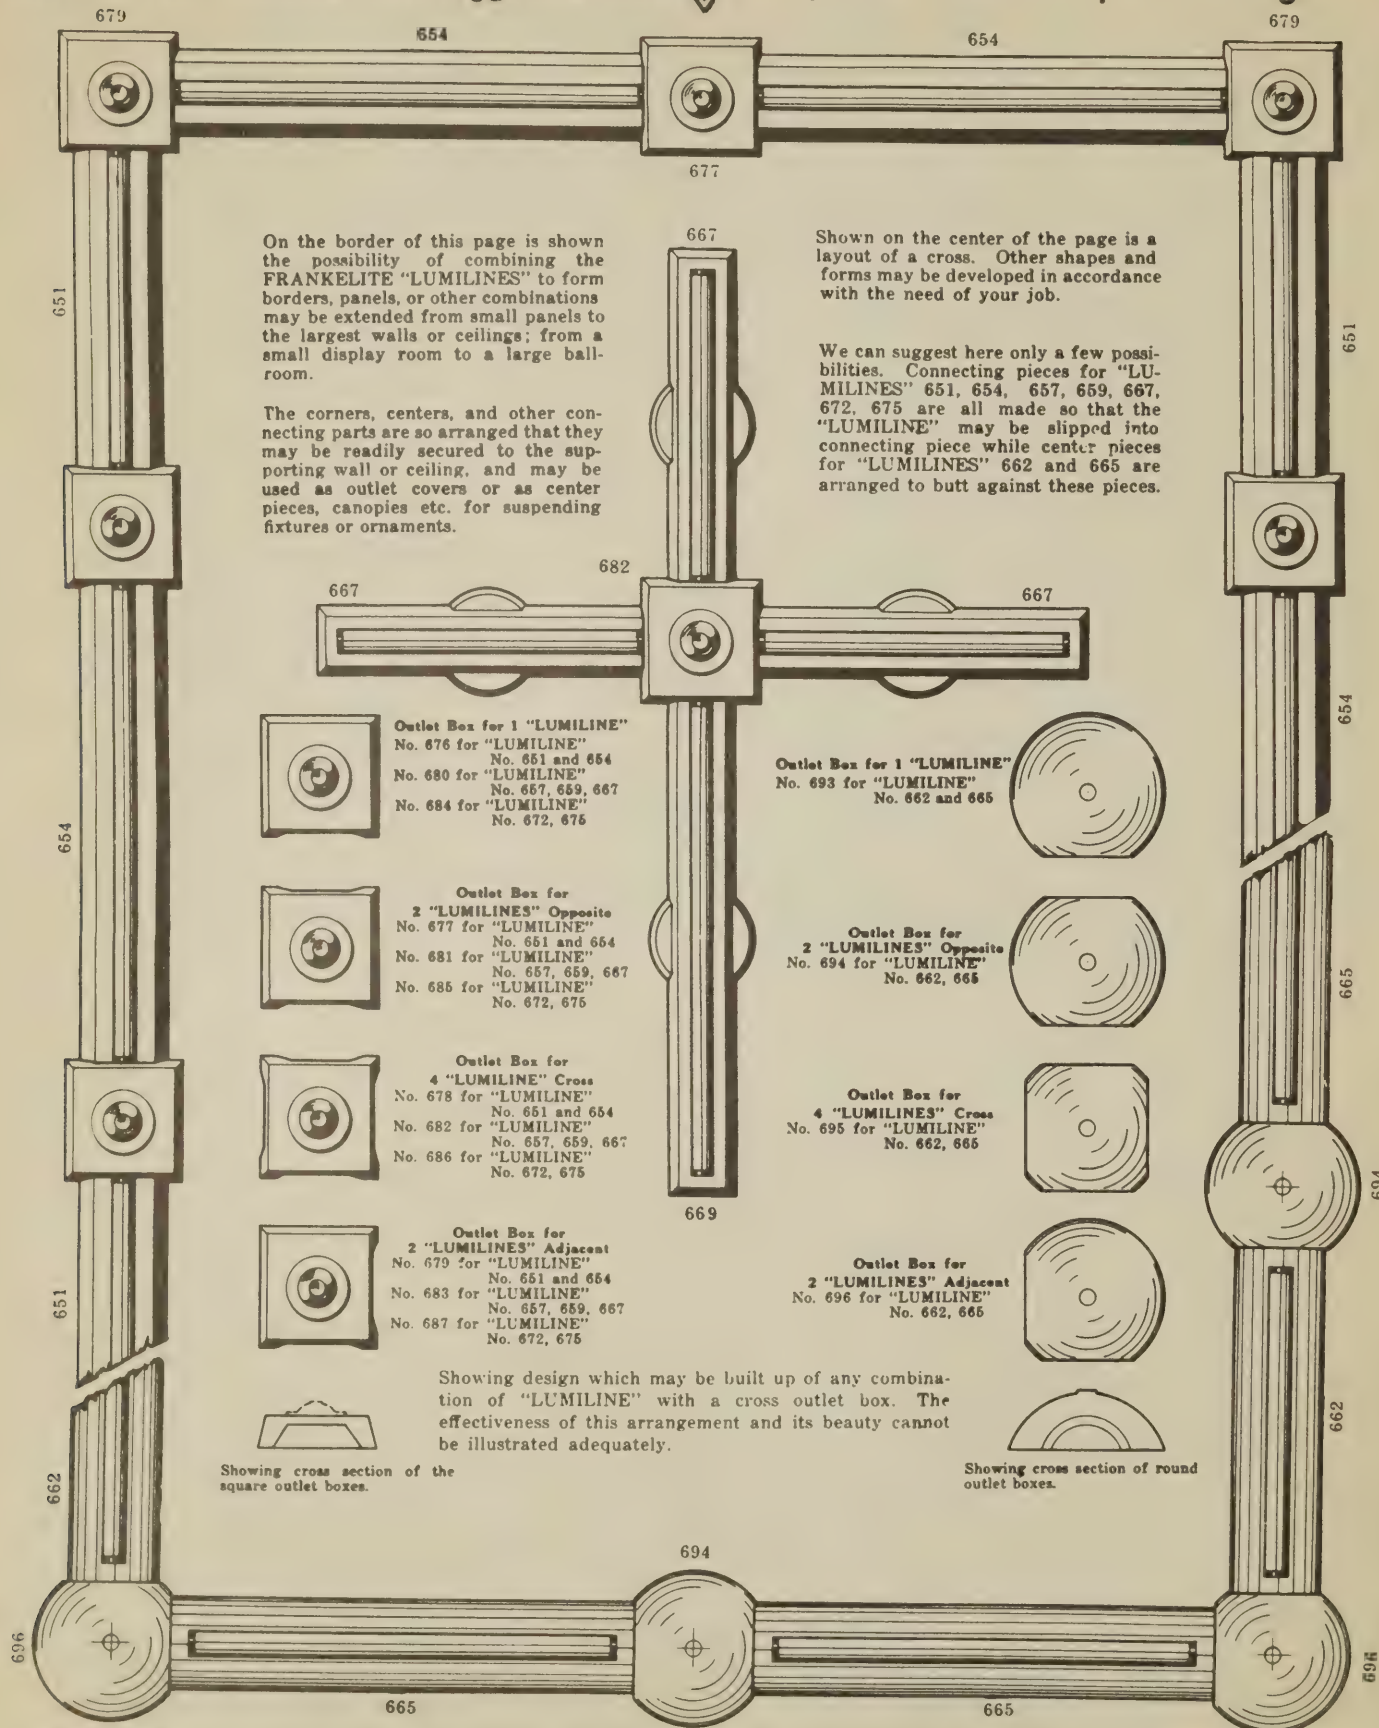 679
654
654
679
677
On the border of this page is shown
the possibility of combining the
FRANKELITE "LUMILINES" to form
borders, panels, or other combinations
may be extended from small panels to
the largest walls or ceilings; from a
small display room to a large ball-
room.
The corners, centers, and other con-
necting parts are so arranged that they
may be readily secured to the sup-
porting wall or ceiling, and may be
used as outlet covers or as center
pieces, canopies etc. for suspending
fixtures or ornaments.
667
Shown on the center of the page is a
layout of a cross. Other shapes and
forms may be developed in accordance
with the need of your job.
We can suggest here only a few possi-
bilities. Connecting pieces for "LU-
MILINES" 651, 654, 657, 659, 667,
672, 675 are all made so that the
"LUMILINE" may be slipped into
connecting piece while center pieces
for "LUMILINES" 662 and 665 are
arranged to butt against these pieces.
651
651
682
667
667
654
654
Outlet Box for 1 "LUMILINE"
No. 676 for "LUMILINE"
No. 651 and 654
No. 680 for "LUMILINE"
No. 657, 659, 667
No. 684 for "LUMILINE"
No. 672, 675
Outlet Box for
2 "LUMILINES" Opposite
No. 677 for "LUMILINE"
No. 651 and 654
No. 681 for "LUMILINE"
No. 657, 659, 667
No. 685 for "LUMILINE"
No. 672, 675
Outlet Box for
4 "LUMILINE" Cross
No. 678 for "LUMILINE"
No. 651 and 654
No. 682 for "LUMILINE"
No. 657, 659, 667
No. 686 for "LUMILINE"
No. 672, 675
Outlet Box for
2 "LUMILINES" Adjacent
No. 679 for "LUMILINE"
No. 651 and 654
No. 683 for "LUMILINE"
No. 657, 659, 667
No. 687 for "LUMILINE"
No. 672, 675
Outlet Box for 1 "LUMILINE"
No. 693 for "LUMILINE"
No. 662 and 665
Outlet Box for
2 "LUMILINES" Opposite
No. 694 for "LUMILINE"
No. 662, 665
Outlet Box for
4 "LUMILINES" Cross
No. 695 for "LUMILINE"
No. 662, 665
Outlet Box for
2 "LUMILINES" Adjacent
No. 696 for "LUMILINE"
No. 662, 665
665
694
669
651
Showing design which may be built up of any combina-
tion of "LUMILINE" with a cross outlet box. The
effectiveness of this arrangement and its beauty cannot
be illustrated adequately.
662
662
Showing cross section of the
square outlet boxes.
Showing cross section of round
outlet boxes.
694
696
696
665
665